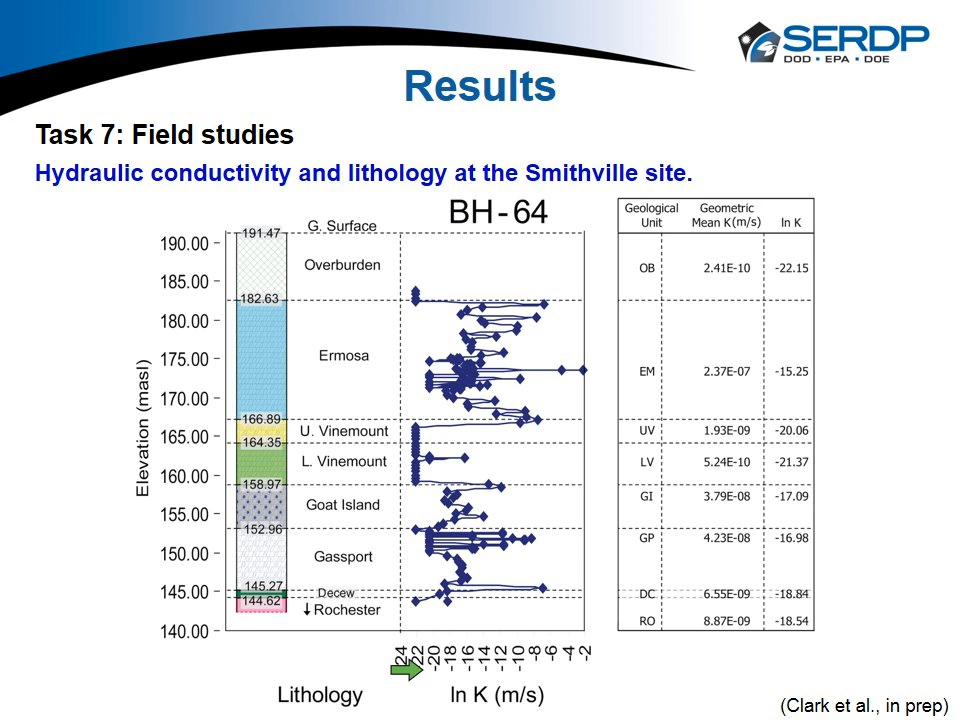 SERDP
DOD • EPA • DOE
Results
Task 7: Field studies
Hydraulic conductivity and lithology at the Smithville site.
BH-64
Elevation (masl)
190.00
185.00
180.00
175.00
170.00
165.00
160.00
155.00
150.00
145.00
140.00
191.47
182.63
166.89
164.35
158.97
152.96
145.27
144.62
G. Surface
Overburden
Ermosa
U. Vinemount
L. Vinemount
Goat Island
Gassport
Decew
↓ Rochester
-24
-22
-20
-18
-16
-14
-12
-10
-8
-6
-4
-2
Lithology
ln K (m/s)
Geological Unit Geometric Mean K(m/s) ln K
OB 2.41E-10 -22.15
EM 2.37E-07 -15.25
UV 1.93E-09 -20.06
LV 5.24E-10 -21.37
GI 3.79E-08 -17.09
GP 4.23E-08 -16.98
DC 6.55E-09 -18.84
RO 8.87E-09 -18.54
(Clark et al., in prep)